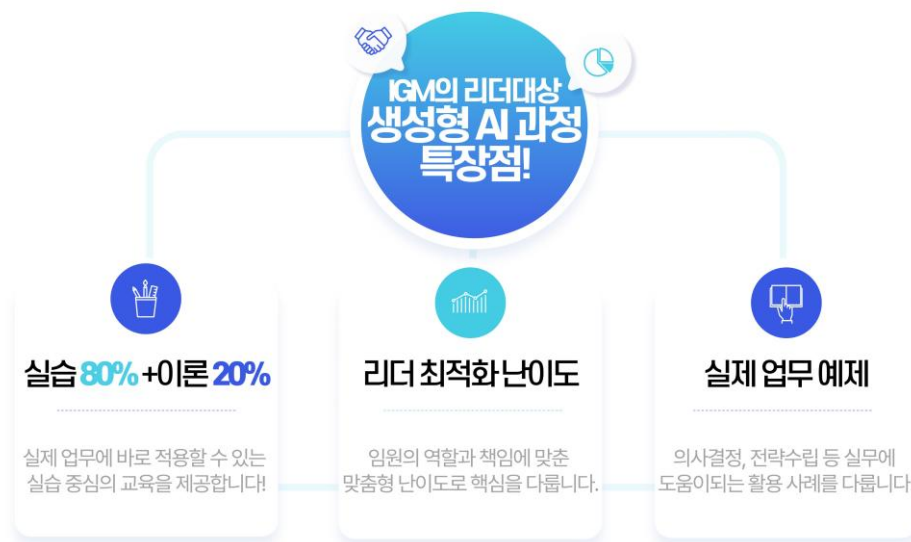 IGM의 리더대상
생성형 AI 과정
특장점!
실습 80% +이론 20%
실제 업무에 바로 적용할 수 있는
실습 중심의 교육을 제공합니다!
리더 최적화 난이도
임원의 역할과 책임에 맞춘
맞춤형 난이도로 핵심을 다룹니다.
실제 업무 예제
의사결정, 전략수립 등 실무에
도움이되는 활용 사례를 다룹니다